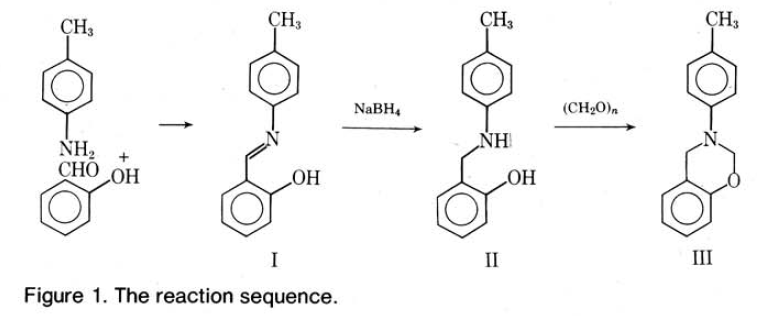 CH₃ CH₃ CH₃ CH₃
NaBH₄ (CH₂O)ₙ
NH₂ N NH N
CHO + OH OH OH O
I II III
Figure 1. The reaction sequence.